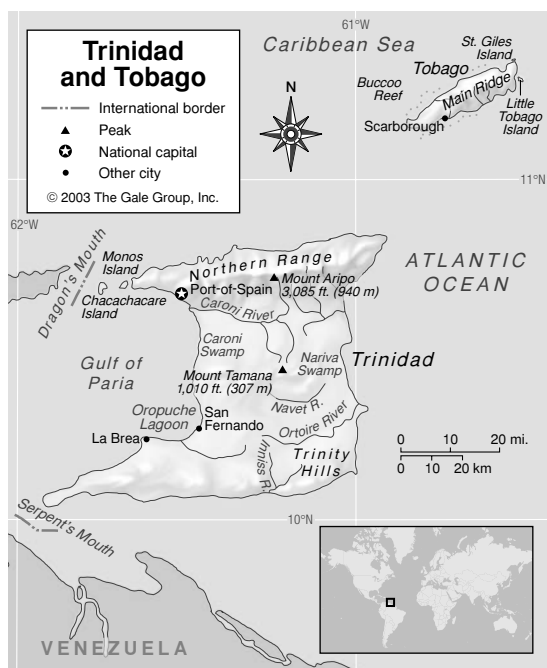 Trinidad
and Tobago
International border
Peak
National capital
Other city
© 2003 The Gale Group, Inc.
61°W
Caribbean Sea
St. Giles
Island
Tobago
Buccoo
Reef
Main Ridge
Little
Tobago
Island
Scarborough
N
11°N
62°W
Dragon's Mouth
Monos
Island
Chacachacare
Island
Northern Range
Port-of-Spain
Mount Aripo
3,085 ft. (940 m)
ATLANTIC
OCEAN
Caroni River
Caroni
Swamp
Gulf of
Paria
Nariva
Swamp
Trinidad
Mount Tamana
1,010 ft. (307 m)
Navet R.
Oropuche
Lagoon
San
Fernando
Ortoire River
La Brea
Inniss R.
Trinity
Hills
0 10 20 mi.
0 10 20 km
Serpent's Mouth
10°N
VENEZUELA